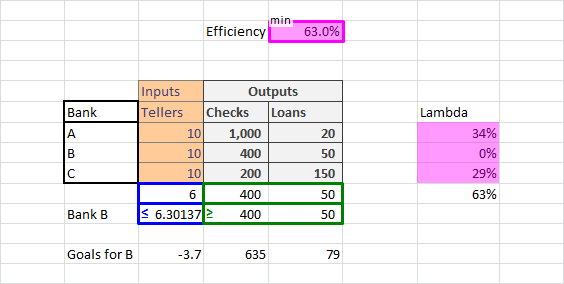 min
Efficiency 63.0%
Inputs Outputs
Bank Tellers Checks Loans Lambda
A 10 1,000 20 34%
B 10 400 50 0%
C 10 200 150 29%
6 400 50 63%
Bank B ≤ 6.30137 ≥ 400 50
Goals for B -3.7 635 79